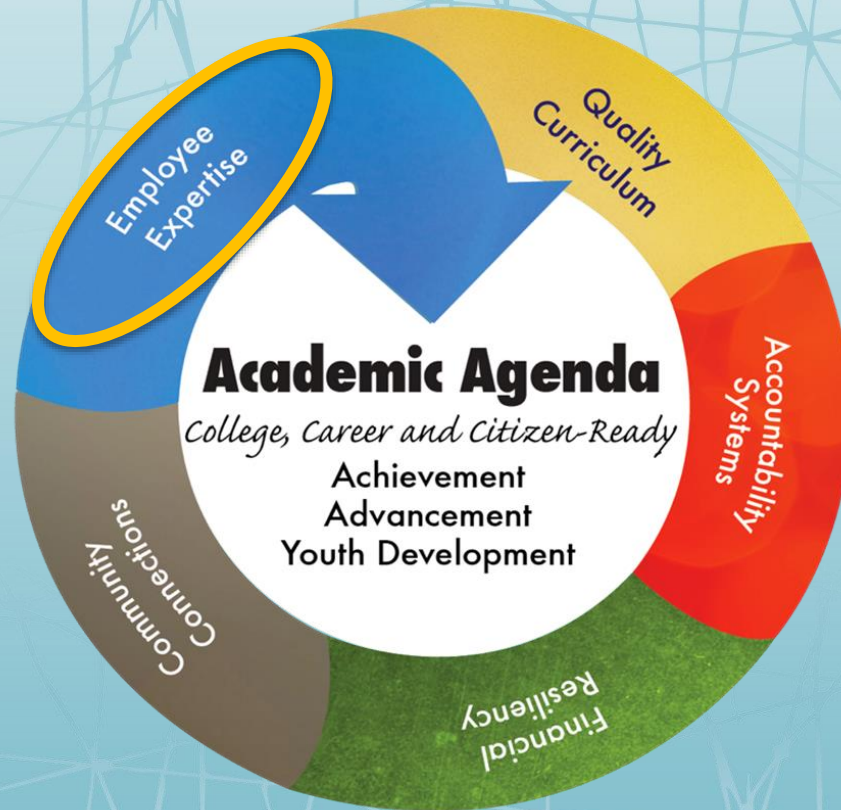 Employee
Expertise
Quality
Curriculum
Accountability
Systems
Financial
Resiliency
Community
Connections
Academic Agenda
College, Career and Citizen-Ready
Achievement
Advancement
Youth Development